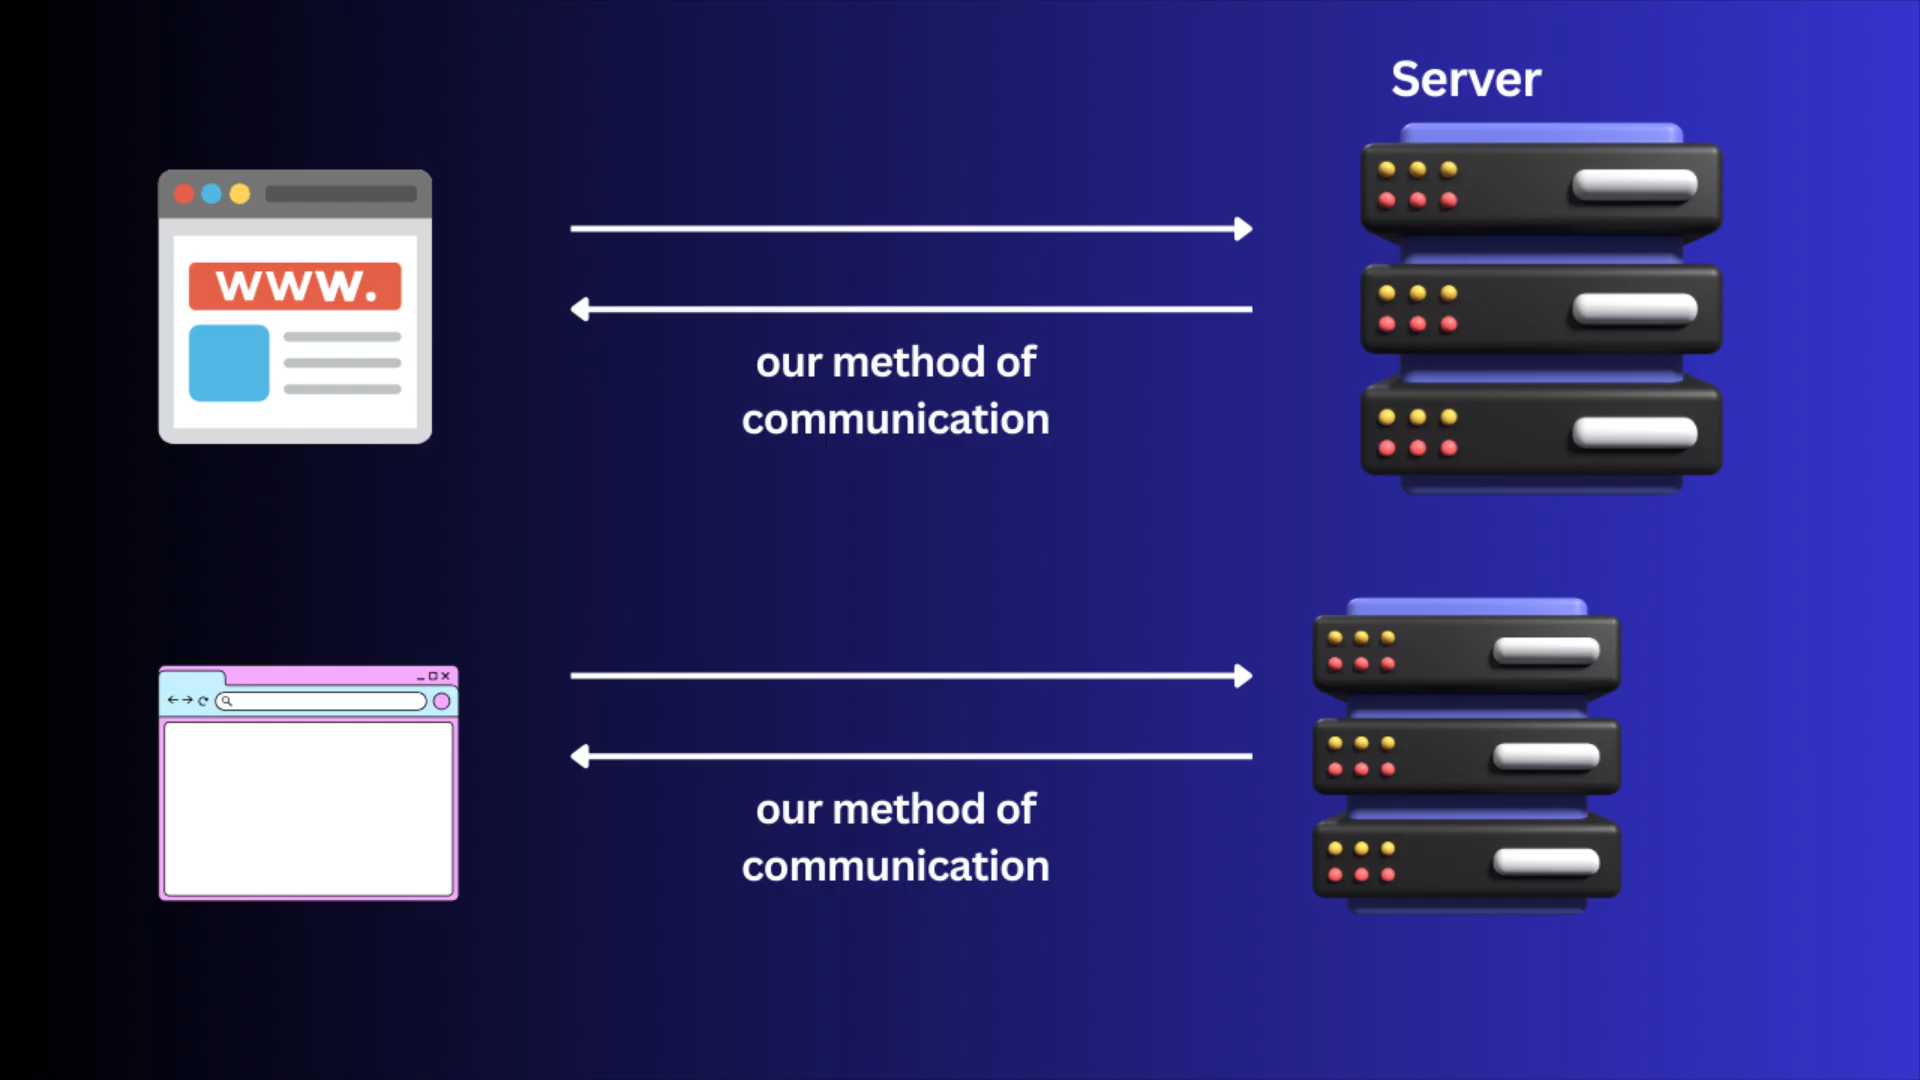 Server
www.
our method of
communication
our method of
communication